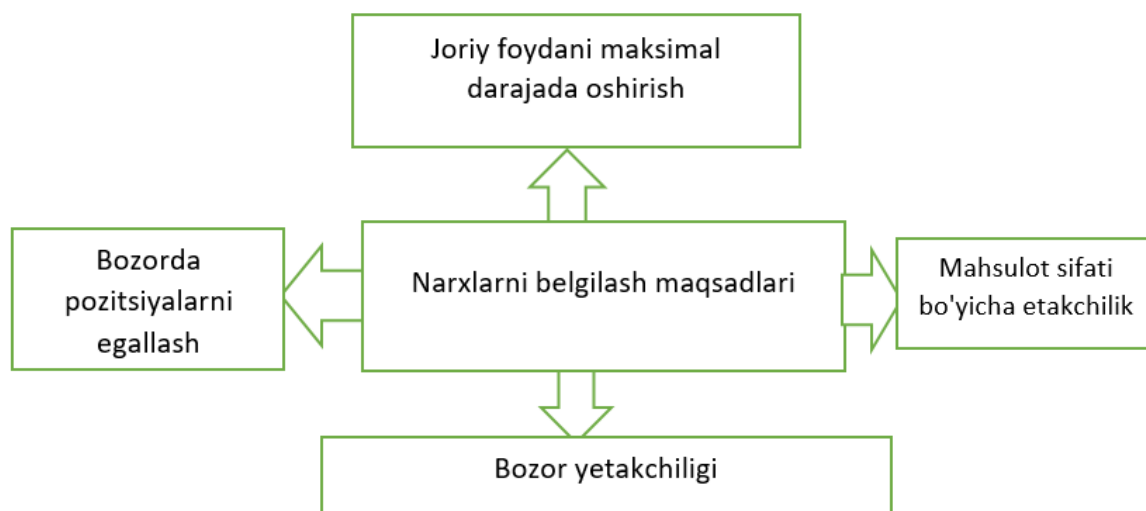 Joriy foydani maksimal
darajada oshirish
Bozorda
pozitsiyalarni
egallash
Narxlarni belgilash maqsadlari
Mahsulot sifati
bo'yicha etakchilik
Bozor yetakchiligi